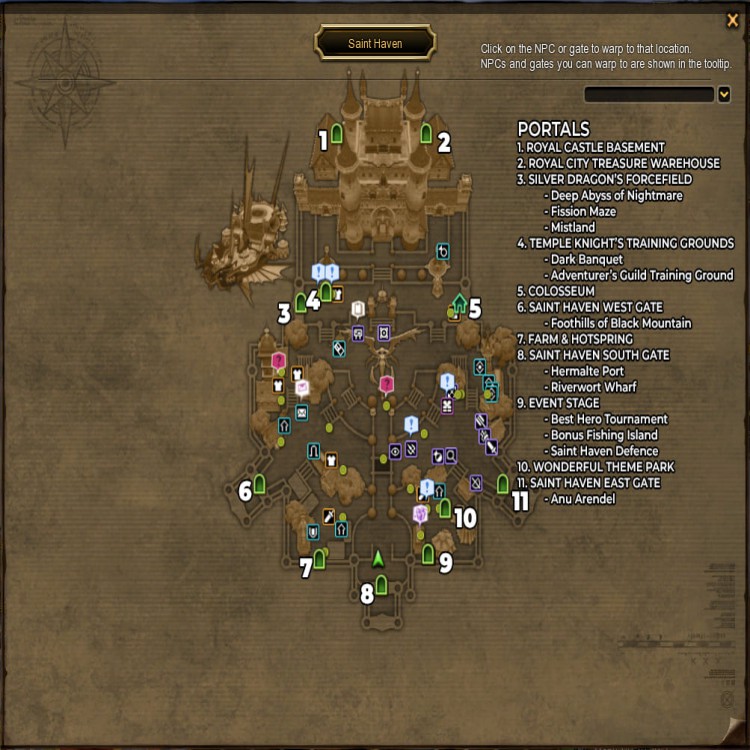 Saint Haven
Click on the NPC or gate to warp to that location.
NPCs and gates you can warp to are shown in the tooltip.
PORTALS
1. ROYAL CASTLE BASEMENT
2. ROYAL CITY TREASURE WAREHOUSE
3. SILVER DRAGON'S FORCEFIELD
- Deep Abyss of Nightmare
- Fission Maze
- Mistland
4. TEMPLE KNIGHT'S TRAINING GROUNDS
- Dark Banquet
- Adventurer's Guild Training Ground
5. COLOSSEUM
6. SAINT HAVEN WEST GATE
- Foothills of Black Mountain
7. FARM & HOTSPRING
8. SAINT HAVEN SOUTH GATE
- Hermalte Port
- Riverwort Wharf
9. EVENT STAGE
- Best Hero Tournament
- Bonus Fishing Island
- Saint Haven Defence
10. WONDERFUL THEME PARK
11. SAINT HAVEN EAST GATE
- Anu Arendel
1
2
3
4
5
6
11
10
7
9
8